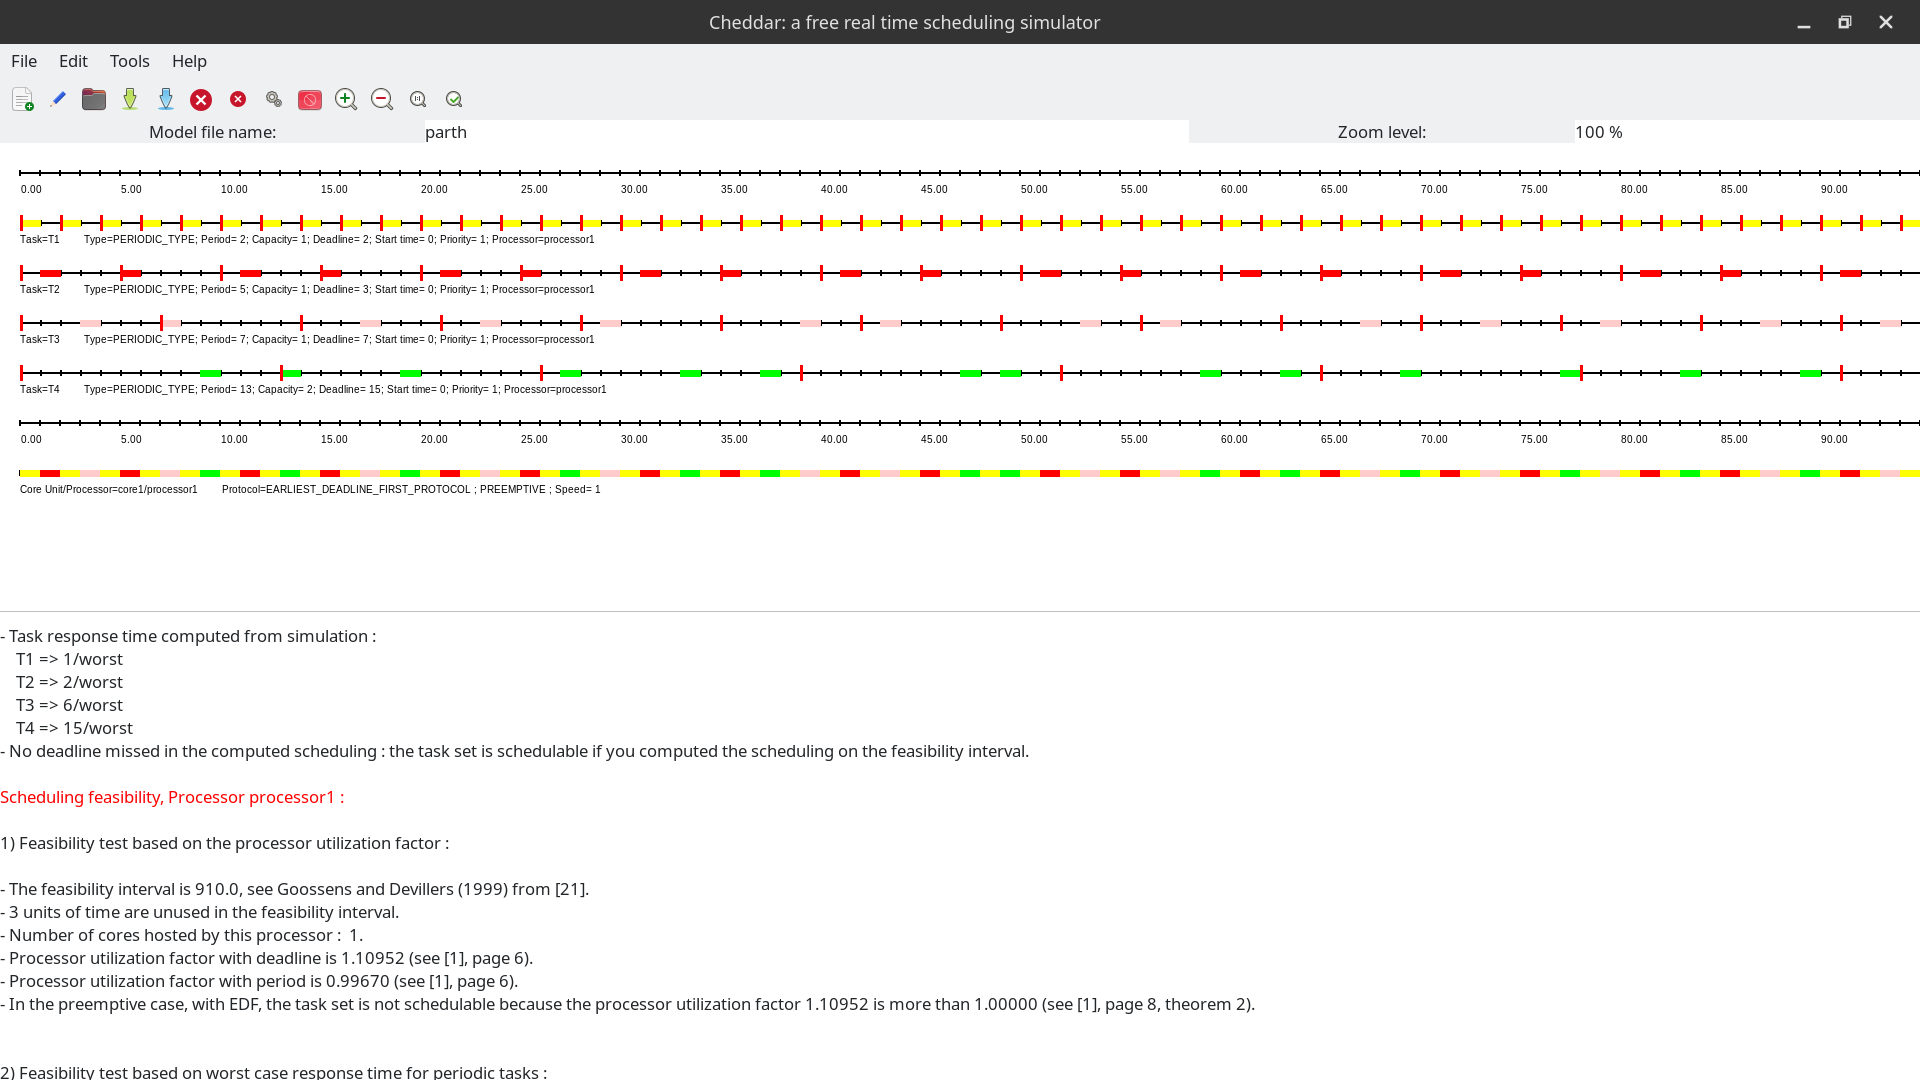 Cheddar: a free real time scheduling simulator
File Edit Tools Help
Model file name: parth Zoom level: 100 %
0.00 5.00 10.00 15.00 20.00 25.00 30.00 35.00 40.00 45.00 50.00 55.00 60.00 65.00 70.00 75.00 80.00 85.00 90.00
Task=T1 Type=PERIODIC_TYPE; Period= 2; Capacity= 1; Deadline= 2; Start time= 0; Priority= 1; Processor=processor1
Task=T2 Type=PERIODIC_TYPE; Period= 5; Capacity= 1; Deadline= 3; Start time= 0; Priority= 1; Processor=processor1
Task=T3 Type=PERIODIC_TYPE; Period= 7; Capacity= 1; Deadline= 7; Start time= 0; Priority= 1; Processor=processor1
Task=T4 Type=PERIODIC_TYPE; Period= 13; Capacity= 2; Deadline= 15; Start time= 0; Priority= 1; Processor=processor1
0.00 5.00 10.00 15.00 20.00 25.00 30.00 35.00 40.00 45.00 50.00 55.00 60.00 65.00 70.00 75.00 80.00 85.00 90.00
Core Unit/Processor=core1/processor1 Protocol=EARLIEST_DEADLINE_FIRST_PROTOCOL ; PREEMPTIVE ; Speed= 1
- Task response time computed from simulation :
T1 => 1/worst
T2 => 2/worst
T3 => 6/worst
T4 => 15/worst
- No deadline missed in the computed scheduling : the task set is schedulable if you computed the scheduling on the feasibility interval.
Scheduling feasibility, Processor processor1 :
1) Feasibility test based on the processor utilization factor :
- The feasibility interval is 910.0, see Goossens and Devillers (1999) from [21].
- 3 units of time are unused in the feasibility interval.
- Number of cores hosted by this processor : 1.
- Processor utilization factor with deadline is 1.10952 (see [1], page 6).
- Processor utilization factor with period is 0.99670 (see [1], page 6).
- In the preemptive case, with EDF, the task set is not schedulable because the processor utilization factor 1.10952 is more than 1.00000 (see [1], page 8, theorem 2).
2) Feasibility test based on worst case response time for periodic tasks :